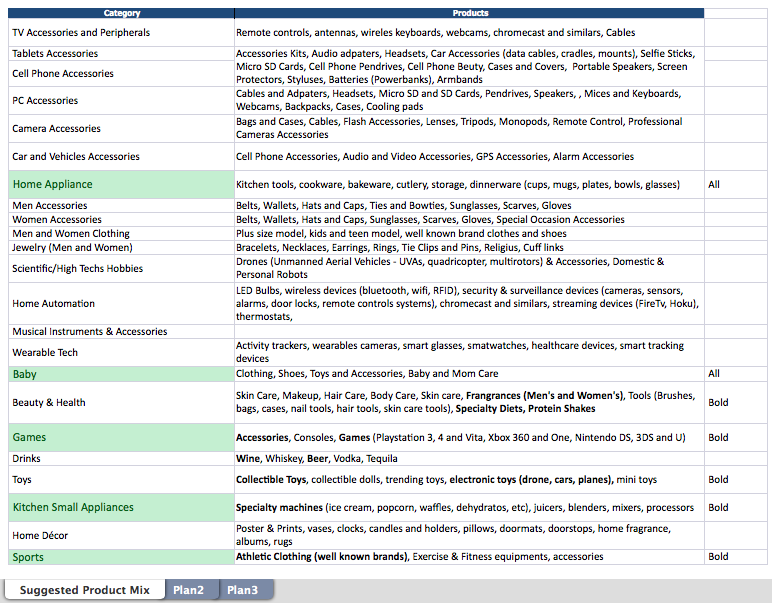 Category Products
TV Accessories and Peripherals Remote controls, antennas, wireles keyboards, webcams, chromecast and similars, Cables
Tablets Accessories Accessories Kits, Audio adpaters, Headsets, Car Accessories (data cables, cradles, mounts), Selfie Sticks,
Cell Phone Accessories Micro SD Cards, Cell Phone Pendrives, Cell Phone Beuty, Cases and Covers, Portable Speakers, Screen
Protectors, Styluses, Batteries (Powerbanks), Armbands
PC Accessories Cables and Adpaters, Headsets, Micro SD and SD Cards, Pendrives, Speakers, , Mices and Keyboards,
Webcams, Backpacks, Cases, Cooling pads
Camera Accessories Bags and Cases, Cables, Flash Accessories, Lenses, Tripods, Monopods, Remote Control, Professional
Cameras Accessories
Car and Vehicles Accessories Cell Phone Accessories, Audio and Video Accessories, GPS Accessories, Alarm Accessories
Home Appliance Kitchen tools, cookware, bakeware, cutlery, storage, dinnerware (cups, mugs, plates, bowls, glasses) All
Men Accessories Belts, Wallets, Hats and Caps, Ties and Bowties, Sunglasses, Scarves, Gloves
Women Accessories Belts, Wallets, Hats and Caps, Sunglasses, Scarves, Gloves, Special Occasion Accessories
Men and Women Clothing Plus size model, kids and teen model, well known brand clothes and shoes
Jewelry (Men and Women) Bracelets, Necklaces, Earrings, Rings, Tie Clips and Pins, Religius, Cuff links
Scientific/High Techs Hobbies Drones (Unmanned Aerial Vehicles - UVAs, quadricopter, multirotors) & Accessories, Domestic &
Personal Robots
Home Automation LED Bulbs, wireless devices (bluetooth, wifi, RFID), security & surveillance devices (cameras, sensors,
alarms, door locks, remote controls systems), chromecast and similars, streaming devices (FireTv, Hoku),
thermostats,
Musical Instruments & Accessories
Wearable Tech Activity trackers, wearables cameras, smart glasses, smatwatches, healthcare devices, smart tracking
devices
Baby Clothing, Shoes, Toys and Accessories, Baby and Mom Care All
Beauty & Health Skin Care, Makeup, Hair Care, Body Care, Skin care, Frangrances (Men's and Women's), Tools (Brushes,
bags, cases, nail tools, hair tools, skin care tools), Specialty Diets, Protein Shakes Bold
Games Accessories, Consoles, Games (Playstation 3, 4 and Vita, Xbox 360 and One, Nintendo DS, 3DS and U) Bold
Drinks Wine, Whiskey, Beer, Vodka, Tequila
Toys Collectible Toys, collectible dolls, trending toys, electronic toys (drone, cars, planes), mini toys Bold
Kitchen Small Appliances Specialty machines (ice cream, popcorn, waffles, dehydratos, etc), juicers, blenders, mixers, processors Bold
Home Décor Poster & Prints, vases, clocks, candles and holders, pillows, doormats, doorstops, home fragrance,
albums, rugs
Sports Athletic Clothing (well known brands), Exercise & Fitness equipments, accessories Bold
Suggested Product Mix Plan2 Plan3